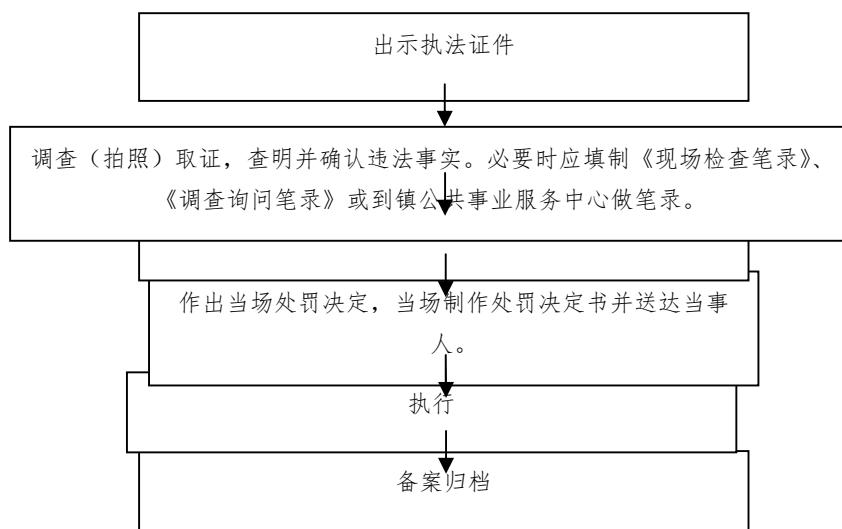 出示执法证件
调查（拍照）取证，查明并确认违法事实。必要时应填制《现场检查笔录》、
《调查询问笔录》或到镇公共事业服务中心做笔录。
作出当场处罚决定，当场制作处罚决定书并送达当事
人。
执行
备案归档